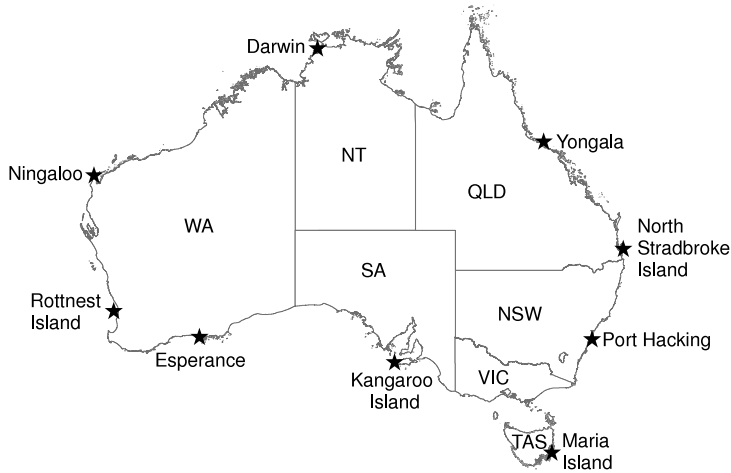 Darwin
Yongala
NT
Ningaloo
QLD
WA
North
Stradbroke
Island
SA
Rottnest
Island
NSW
Port Hacking
Esperance
Kangaroo
Island
VIC
TAS
Maria
Island